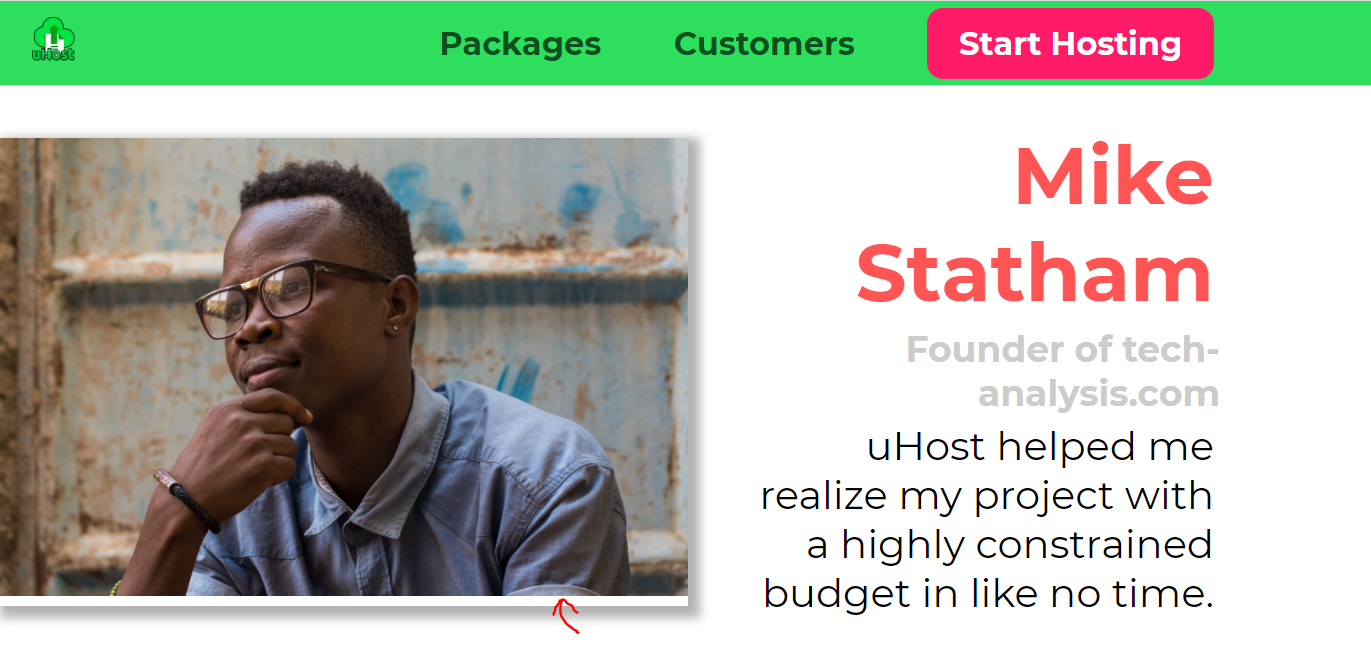 uHost
Packages
Customers
Start Hosting
Mike
Statham
Founder of tech-
analysis.com
uHost helped me
realize my project with
a highly constrained
budget in like no time.